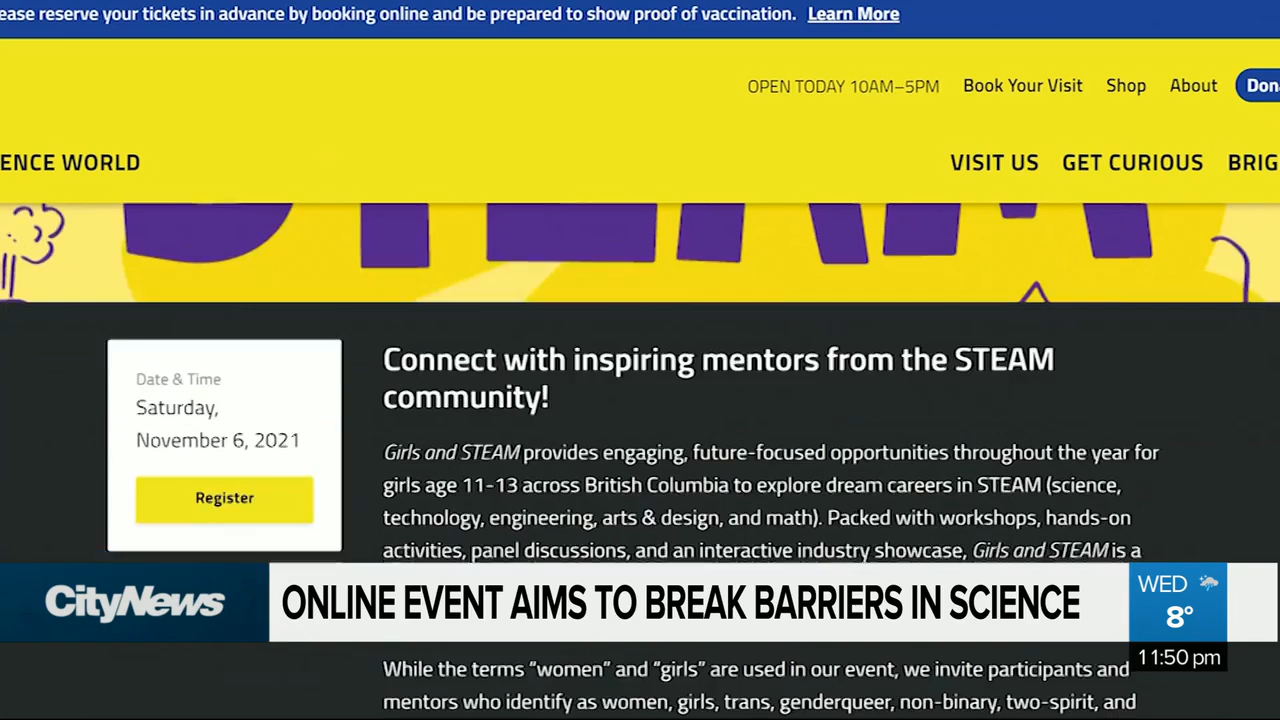 ease reserve your tickets in advance by booking online and be prepared to show proof of vaccination. Learn More
OPEN TODAY 10AM–5PM Book Your Visit Shop About Don
ENCE WORLD
VISIT US GET CURIOUS BRIG
STEAM
Date & Time
Saturday,
November 6, 2021
Register
Connect with inspiring mentors from the STEAM
community!
Girls and STEAM provides engaging, future-focused opportunities throughout the year for
girls age 11-13 across British Columbia to explore dream careers in STEAM (science,
technology, engineering, arts & design, and math). Packed with workshops, hands-on
activities, panel discussions, and an interactive industry showcase, Girls and STEAM is a
CityNews
ONLINE EVENT AIMS TO BREAK BARRIERS IN SCIENCE
WED
8°
11:50 pm
While the terms “women” and “girls” are used in our event, we invite participants and
mentors who identify as women, girls, trans, genderqueer, non-binary, two-spirit, and